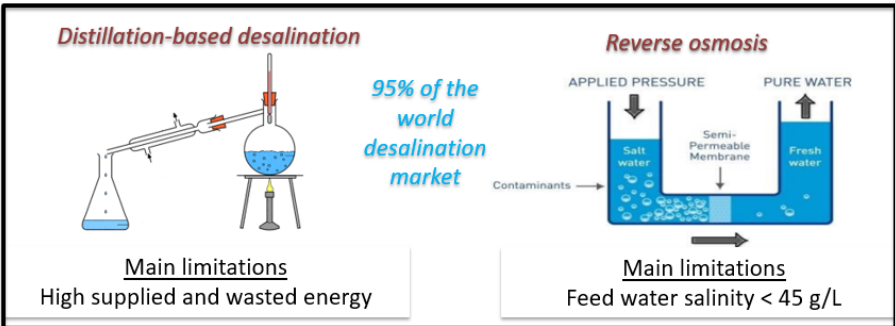 Distillation-based desalination
95% of the
world
desalination
market
Main limitations
High supplied and wasted energy
Reverse osmosis
APPLIED PRESSURE
PURE WATER
Semi-
Permeable
Membrane
Salt
water
Fresh
water
Contaminants
Main limitations
Feed water salinity < 45 g/L